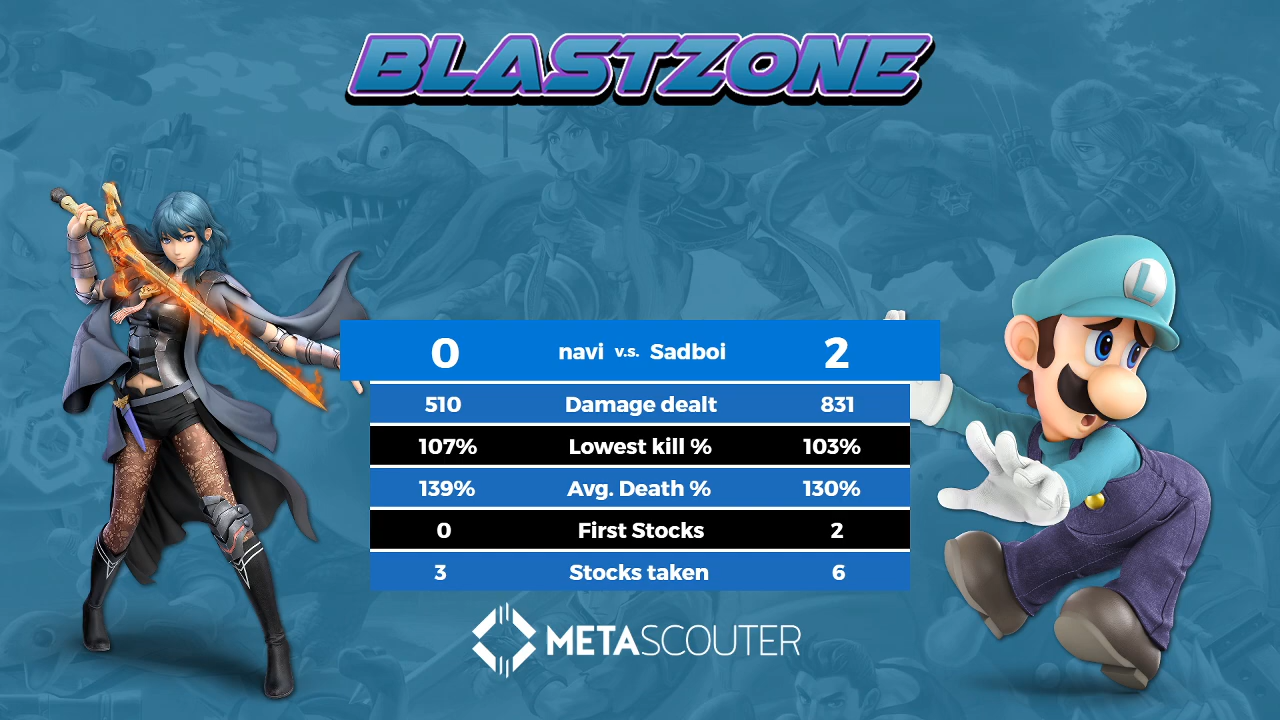 BLASTZONE
0 navi v.s. Sadboi 2
510 Damage dealt 831
107% Lowest kill % 103%
139% Avg. Death % 130%
0 First Stocks 2
3 Stocks taken 6
METASCOUTER
L